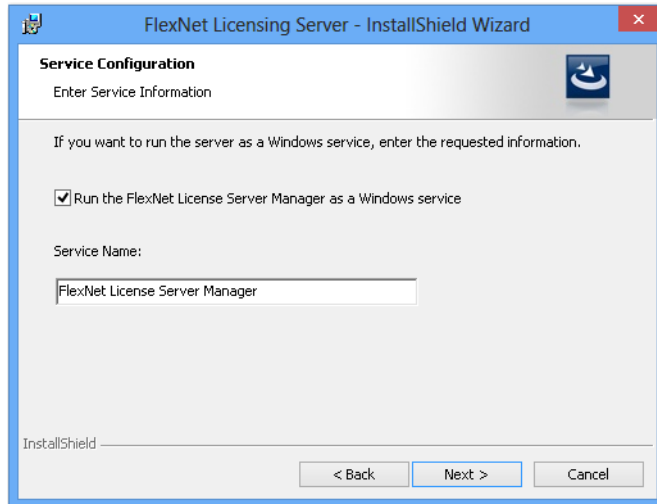 FlexNet Licensing Server - InstallShield Wizard
Service Configuration
Enter Service Information
If you want to run the server as a Windows service, enter the requested information.
Run the FlexNet License Server Manager as a Windows service
Service Name:
FlexNet License Server Manager
InstallShield
< Back Next > Cancel